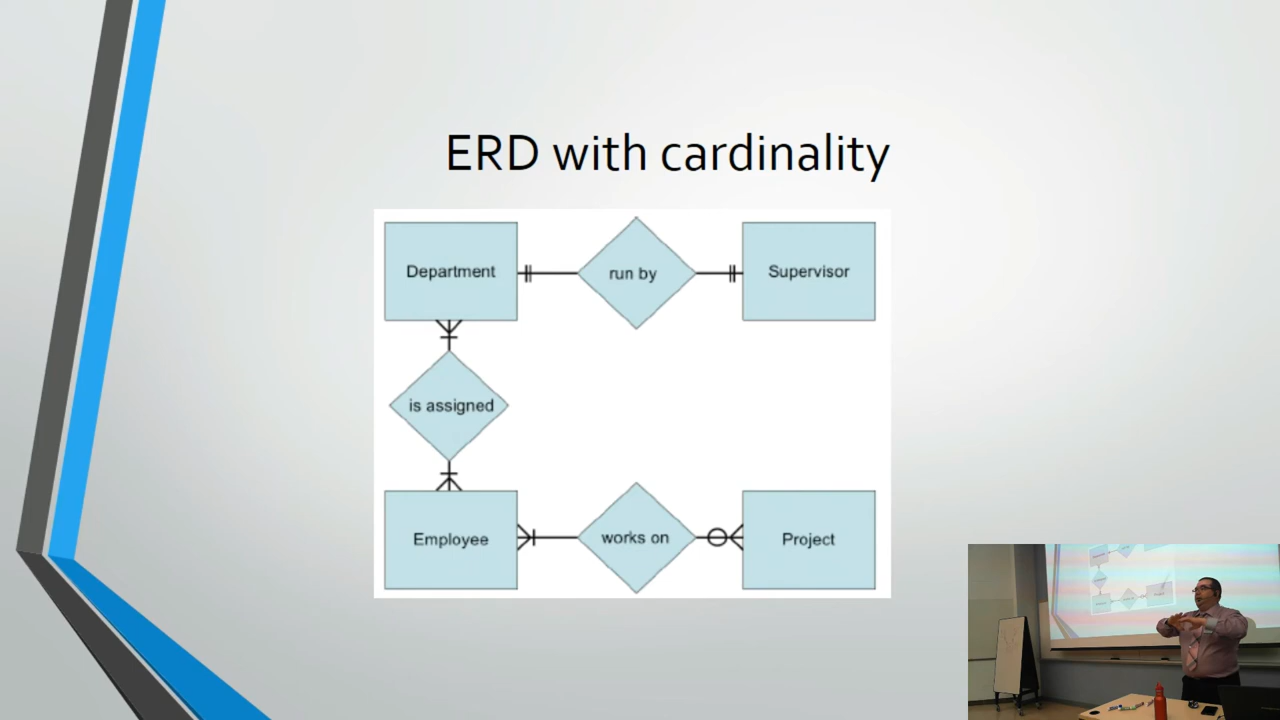 ERD with cardinality
Department
run by
Supervisor
is assigned
Employee
works on
Project